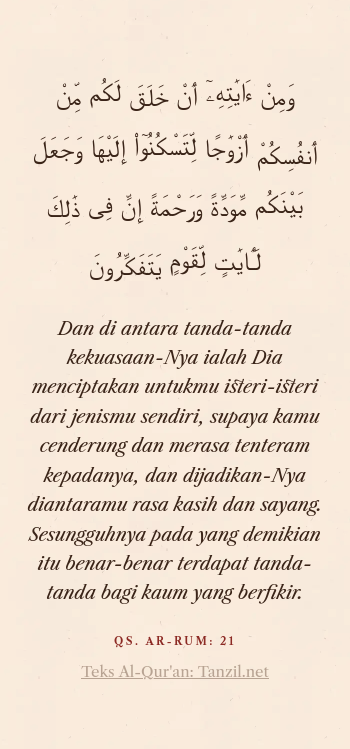 وَمِنْ ءَايَٰتِهِۦٓ أَنْ خَلَقَ لَكُم مِّنْ
أَنفُسِكُمْ أَزْوَٰجًا لِّتَسْكُنُوٓا۟ إِلَيْهَا وَجَعَلَ
بَيْنَكُم مَّوَدَّةً وَرَحْمَةً إِنَّ فِى ذَٰلِكَ
لَـَٔايَٰتٍ لِّقَوْمٍ يَتَفَكَّرُونَ
Dan di antara tanda-tanda
kekuasaan-Nya ialah Dia
menciptakan untukmu isteri-isteri
dari jenismu sendiri, supaya kamu
cenderung dan merasa tenteram
kepadanya, dan dijadikan-Nya
diantaramu rasa kasih dan sayang.
Sesungguhnya pada yang demikian
itu benar-benar terdapat tanda-
tanda bagi kaum yang berfikir.
QS. AR-RUM: 21
Teks Al-Qur'an: Tanzil.net